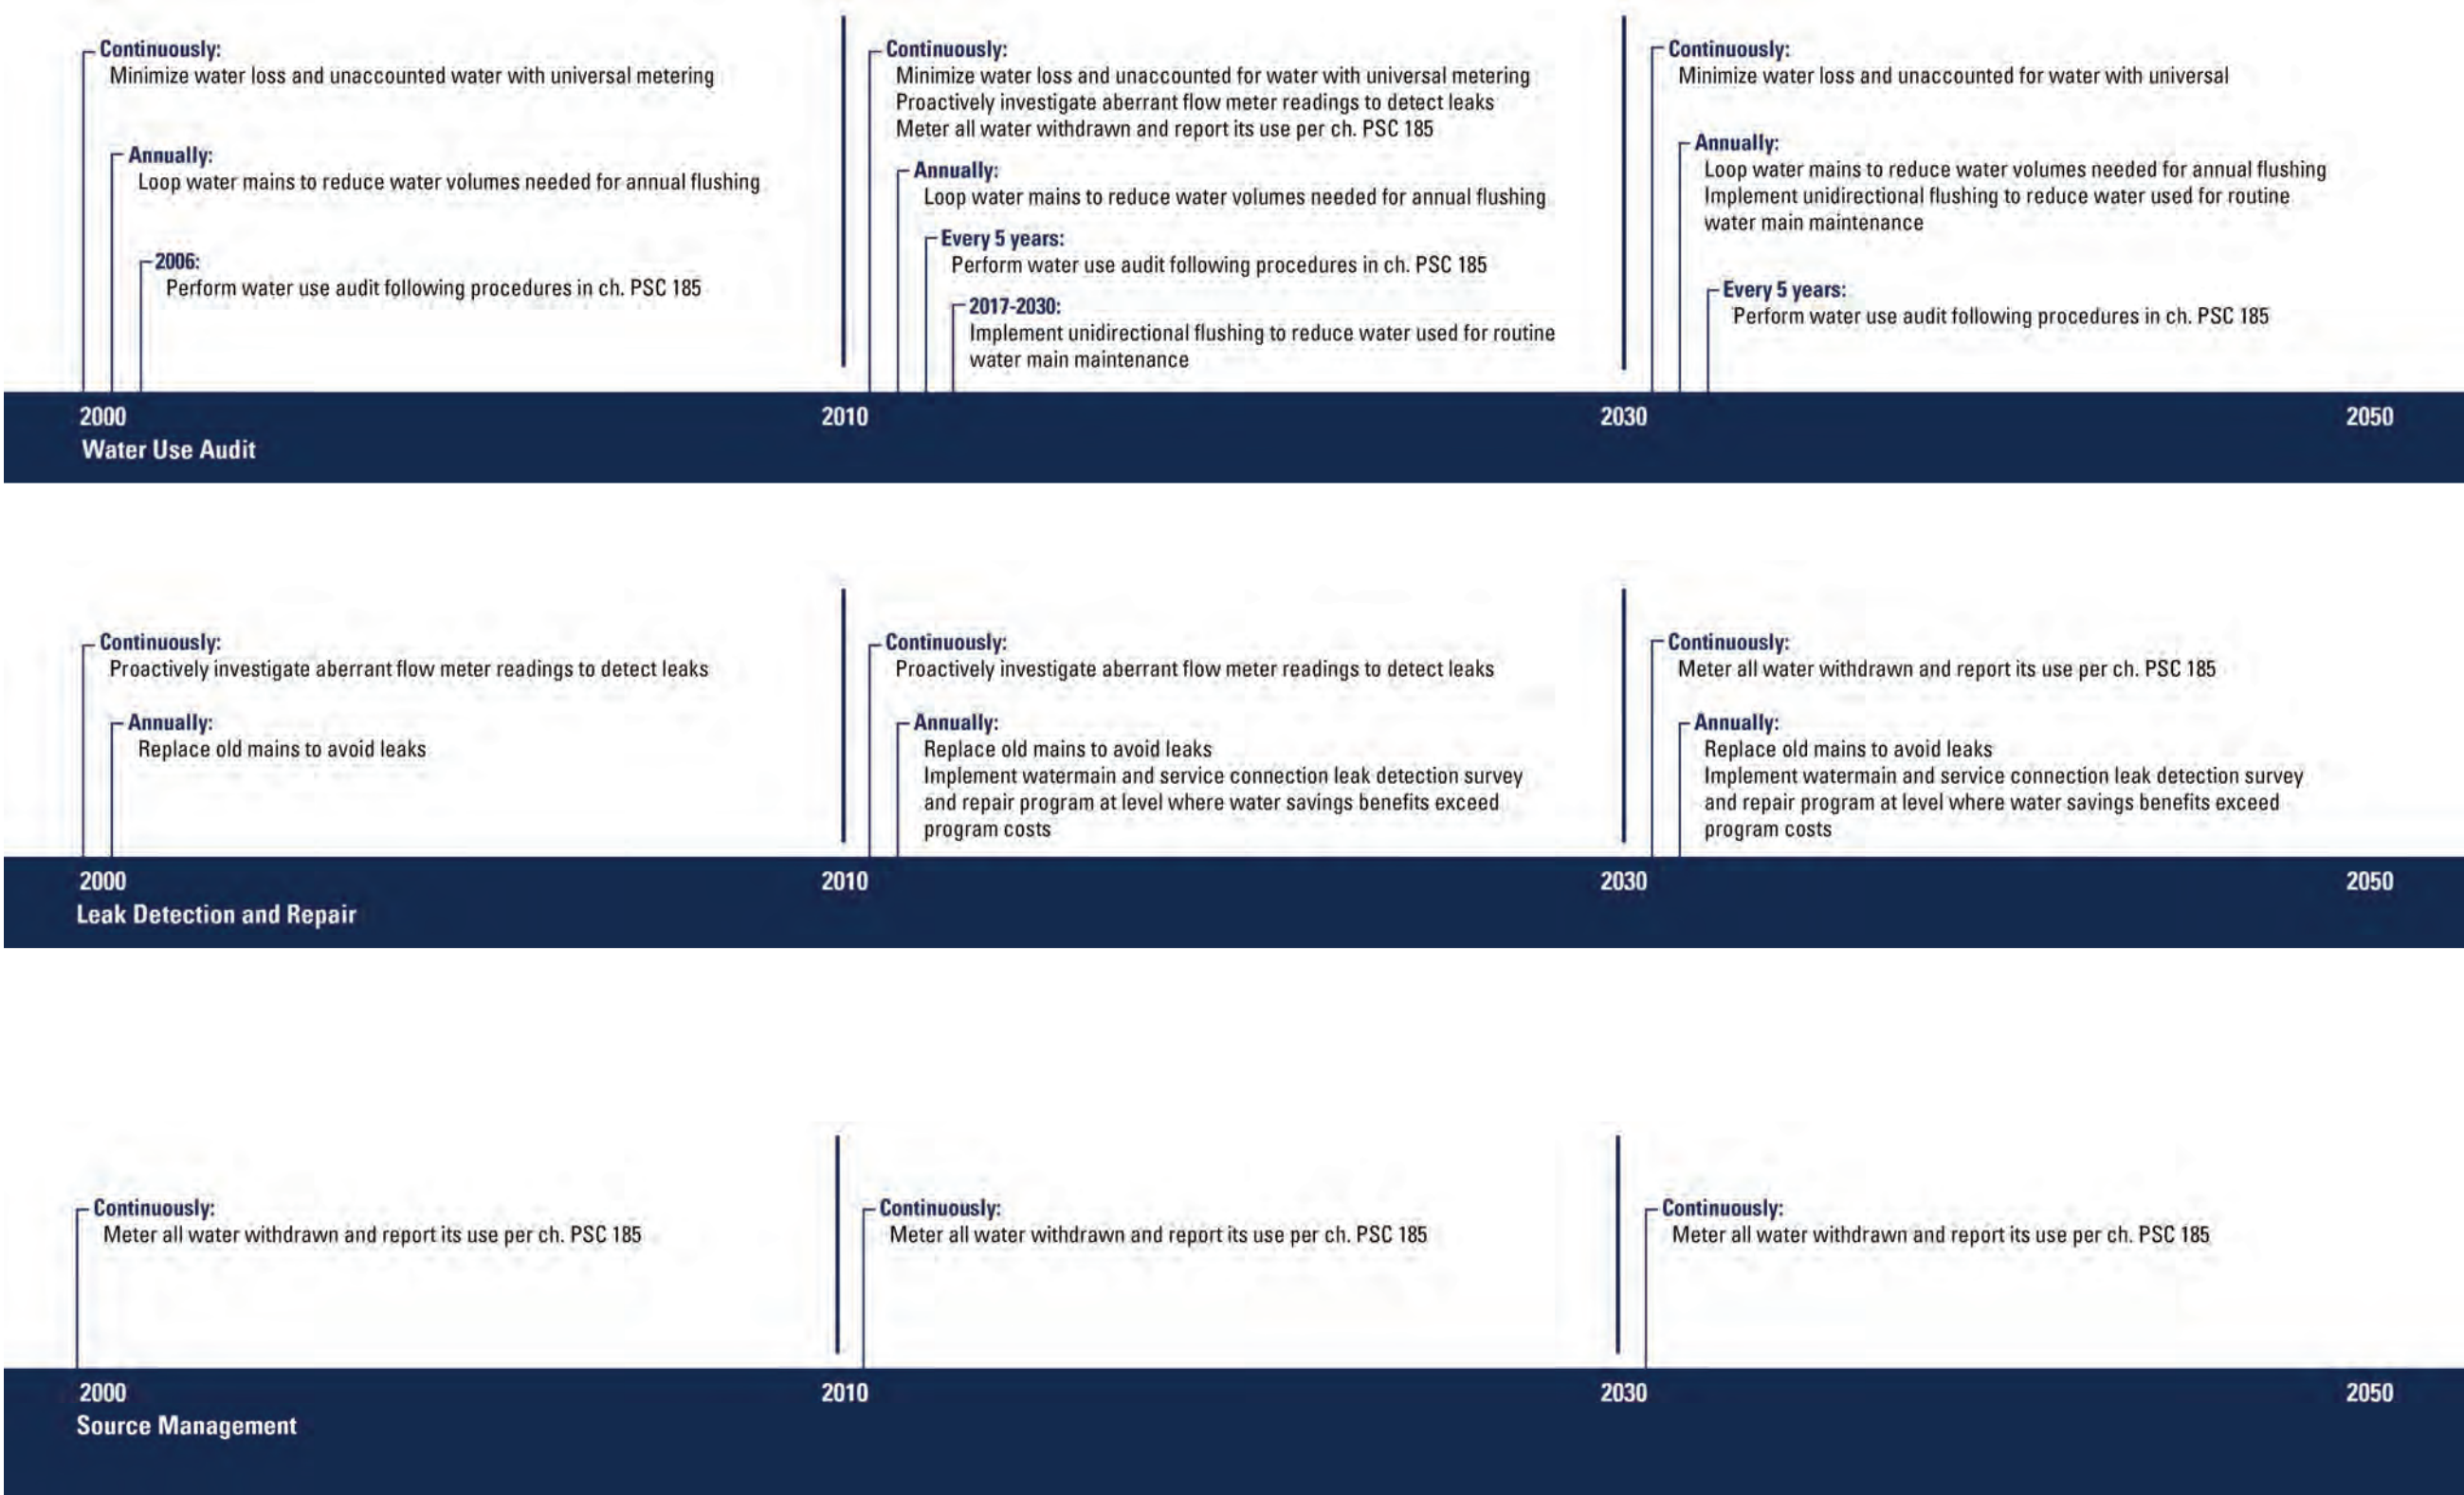 Continuously:
Minimize water loss and unaccounted water with universal metering
Annually:
Loop water mains to reduce water volumes needed for annual flushing
2006:
Perform water use audit following procedures in ch. PSC 185
Continuously:
Minimize water loss and unaccounted for water with universal metering
Proactively investigate aberrant flow meter readings to detect leaks
Meter all water withdrawn and report its use per ch. PSC 185
Annually:
Loop water mains to reduce water volumes needed for annual flushing
Every 5 years:
Perform water use audit following procedures in ch. PSC 185
2017-2030:
Implement unidirectional flushing to reduce water used for routine
water main maintenance
Continuously:
Minimize water loss and unaccounted for water with universal
Annually:
Loop water mains to reduce water volumes needed for annual flushing
Implement unidirectional flushing to reduce water used for routine
water main maintenance
Every 5 years:
Perform water use audit following procedures in ch. PSC 185
2000
2010
2030
2050
Water Use Audit
Continuously:
Proactively investigate aberrant flow meter readings to detect leaks
Annually:
Replace old mains to avoid leaks
Continuously:
Proactively investigate aberrant flow meter readings to detect leaks
Annually:
Replace old mains to avoid leaks
Implement watermain and service connection leak detection survey
and repair program at level where water savings benefits exceed
program costs
Continuously:
Meter all water withdrawn and report its use per ch. PSC 185
Annually:
Replace old mains to avoid leaks
Implement watermain and service connection leak detection survey
and repair program at level where water savings benefits exceed
program costs
2000
2010
2030
2050
Leak Detection and Repair
Continuously:
Meter all water withdrawn and report its use per ch. PSC 185
Continuously:
Meter all water withdrawn and report its use per ch. PSC 185
Continuously:
Meter all water withdrawn and report its use per ch. PSC 185
2000
2010
2030
2050
Source Management